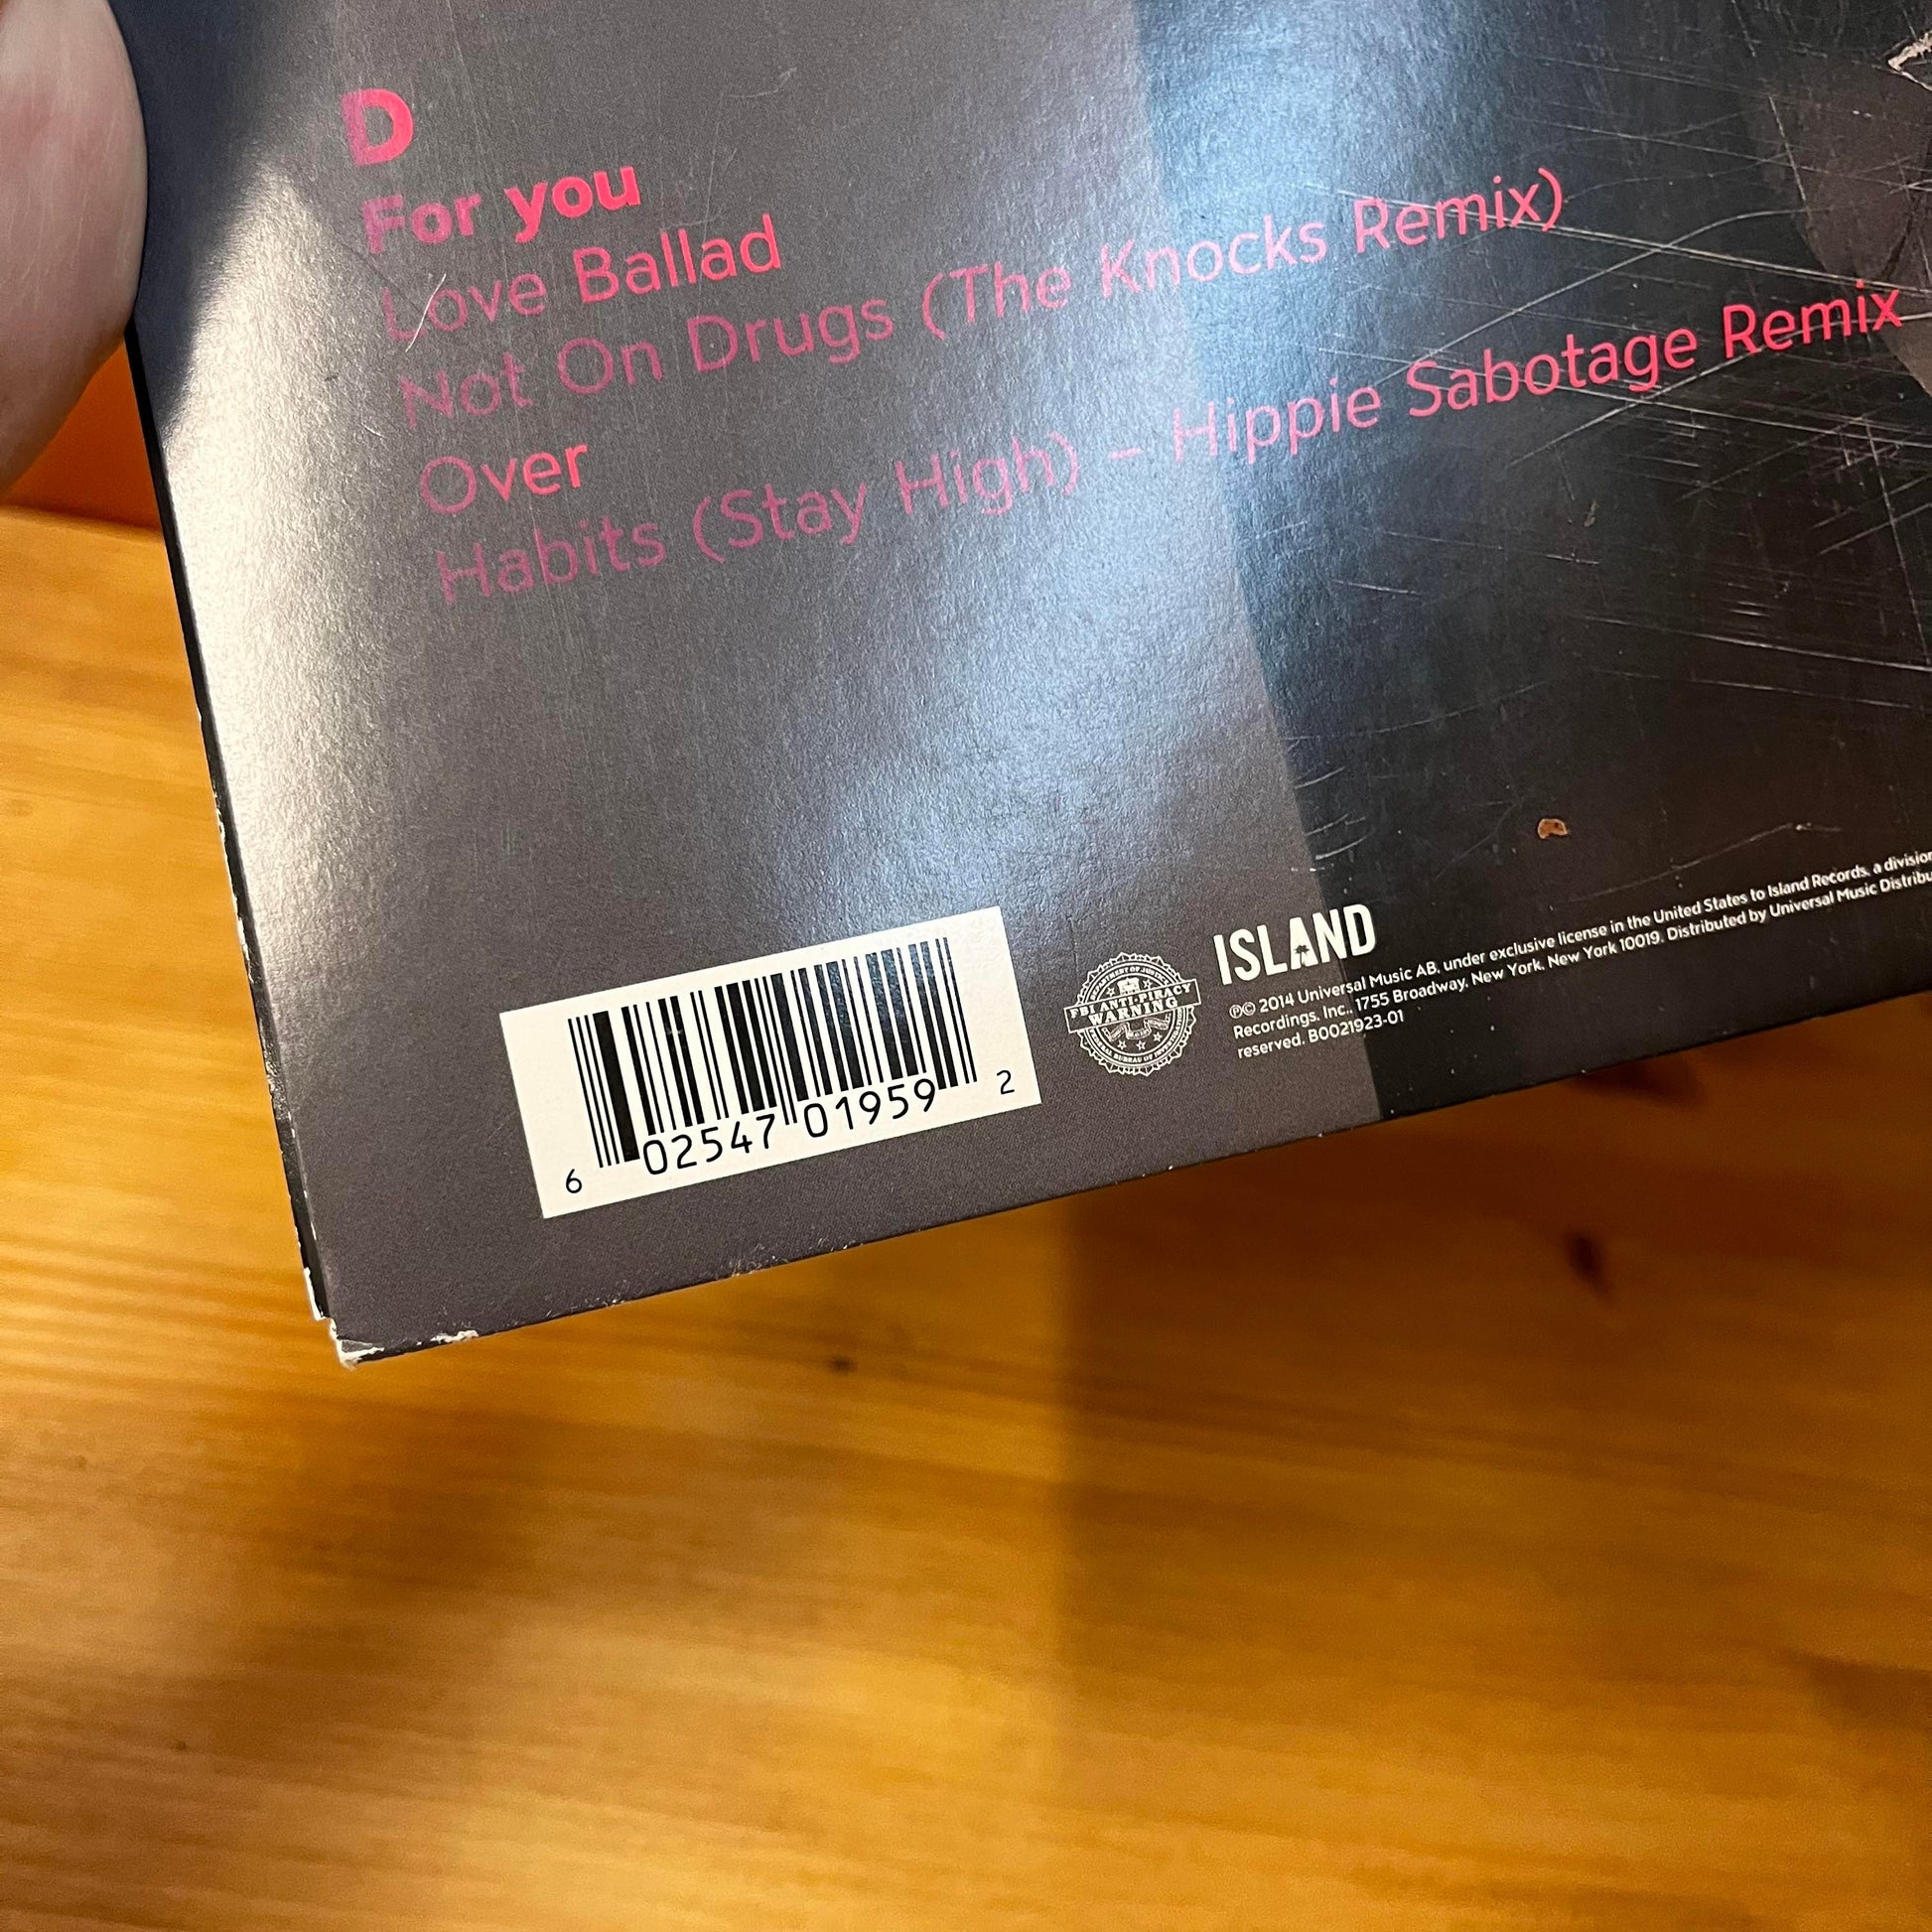 D
For you
Love Ballad
Not On Drugs (The Knocks Remix)
Over
Habits (Stay High) – Hippie Sabotage Remix
6 02547 01959 2
FBI ANTI-PIRACY
WARNING
ISLAND
℗© 2014 Universal Music AB, under exclusive license in the United States to Island Records, a division
Recordings, Inc., 1755 Broadway, New York, New York 10019. Distributed by Universal Music Distribu
reserved. B0021923-01